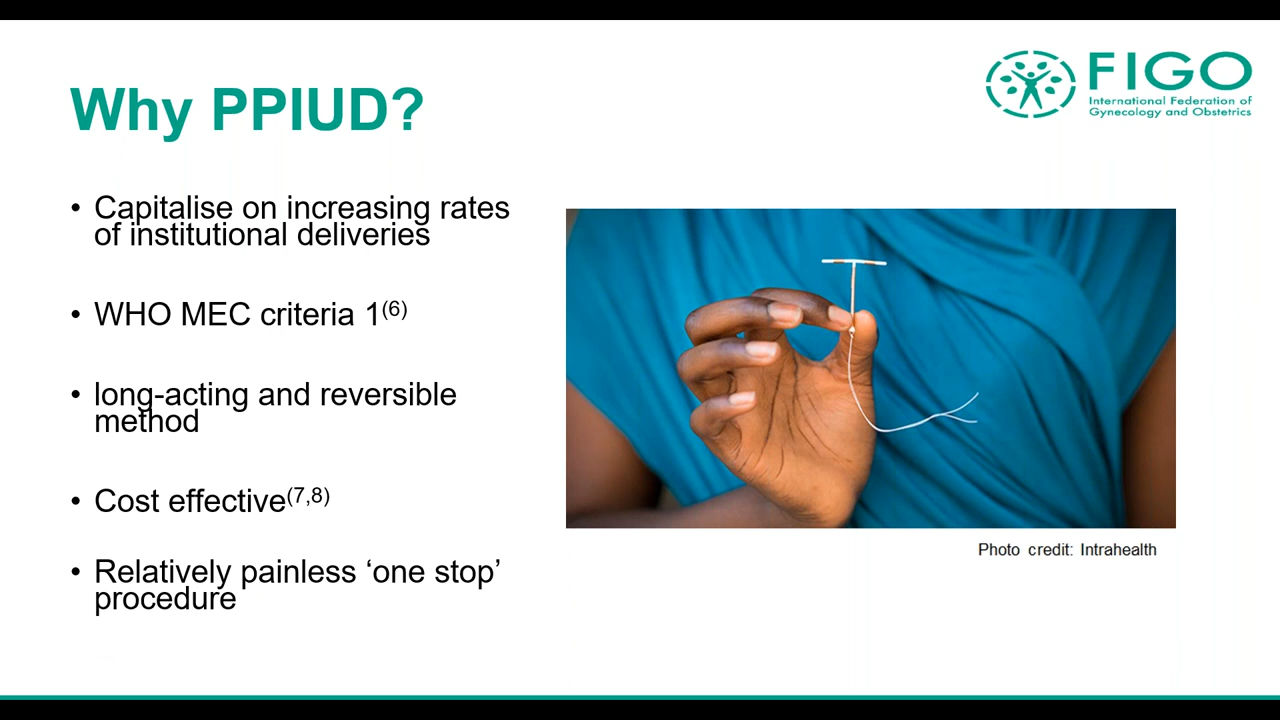 Why PPIUD?
FIGO
International Federation of
Gynecology and Obstetrics
• Capitalise on increasing rates
of institutional deliveries
• WHO MEC criteria 1(6)
• long-acting and reversible
method
• Cost effective(7,8)
• Relatively painless ‘one stop’
procedure
Photo credit: Intrahealth